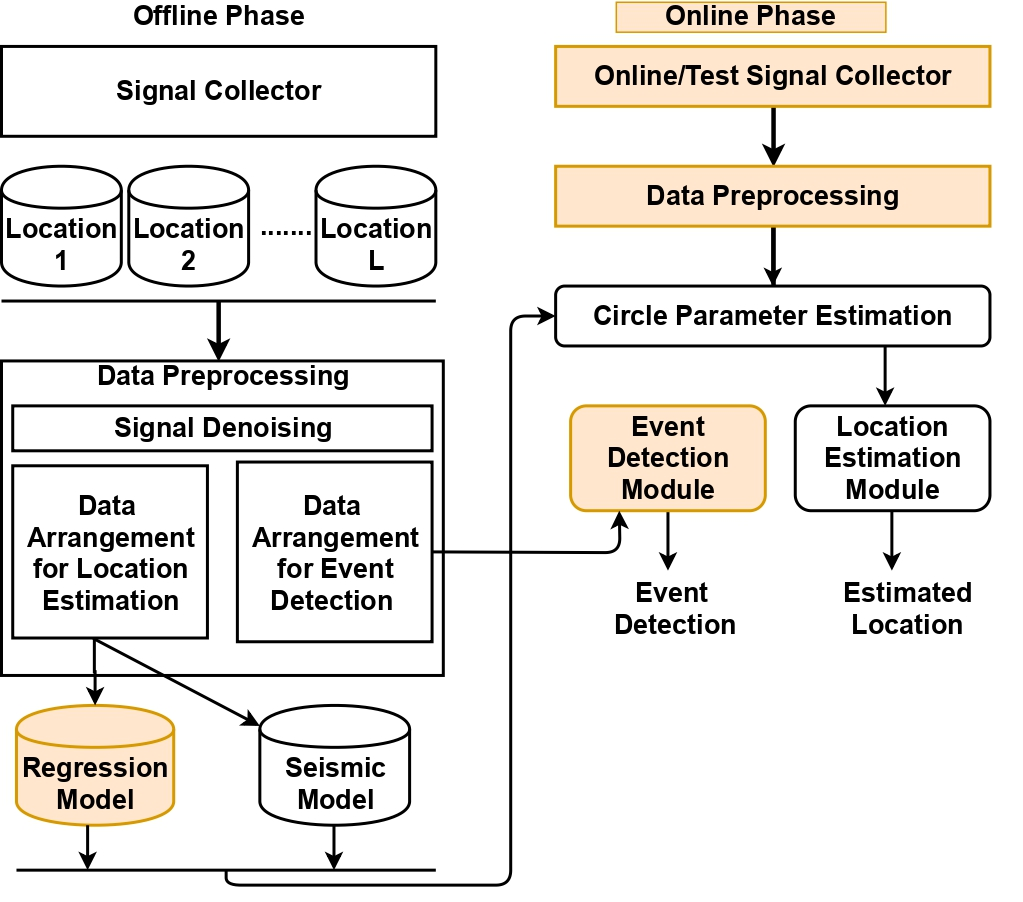 Offline Phase
Signal Collector
Location
1
Location
2
.......
Location
L
Data Preprocessing
Signal Denoising
Data
Arrangement
for Location
Estimation
Data
Arrangement
for Event
Detection
Regression
Model
Seismic
Model
Online Phase
Online/Test Signal Collector
Data Preprocessing
Circle Parameter Estimation
Event
Detection
Module
Location
Estimation
Module
Event
Detection
Estimated
Location